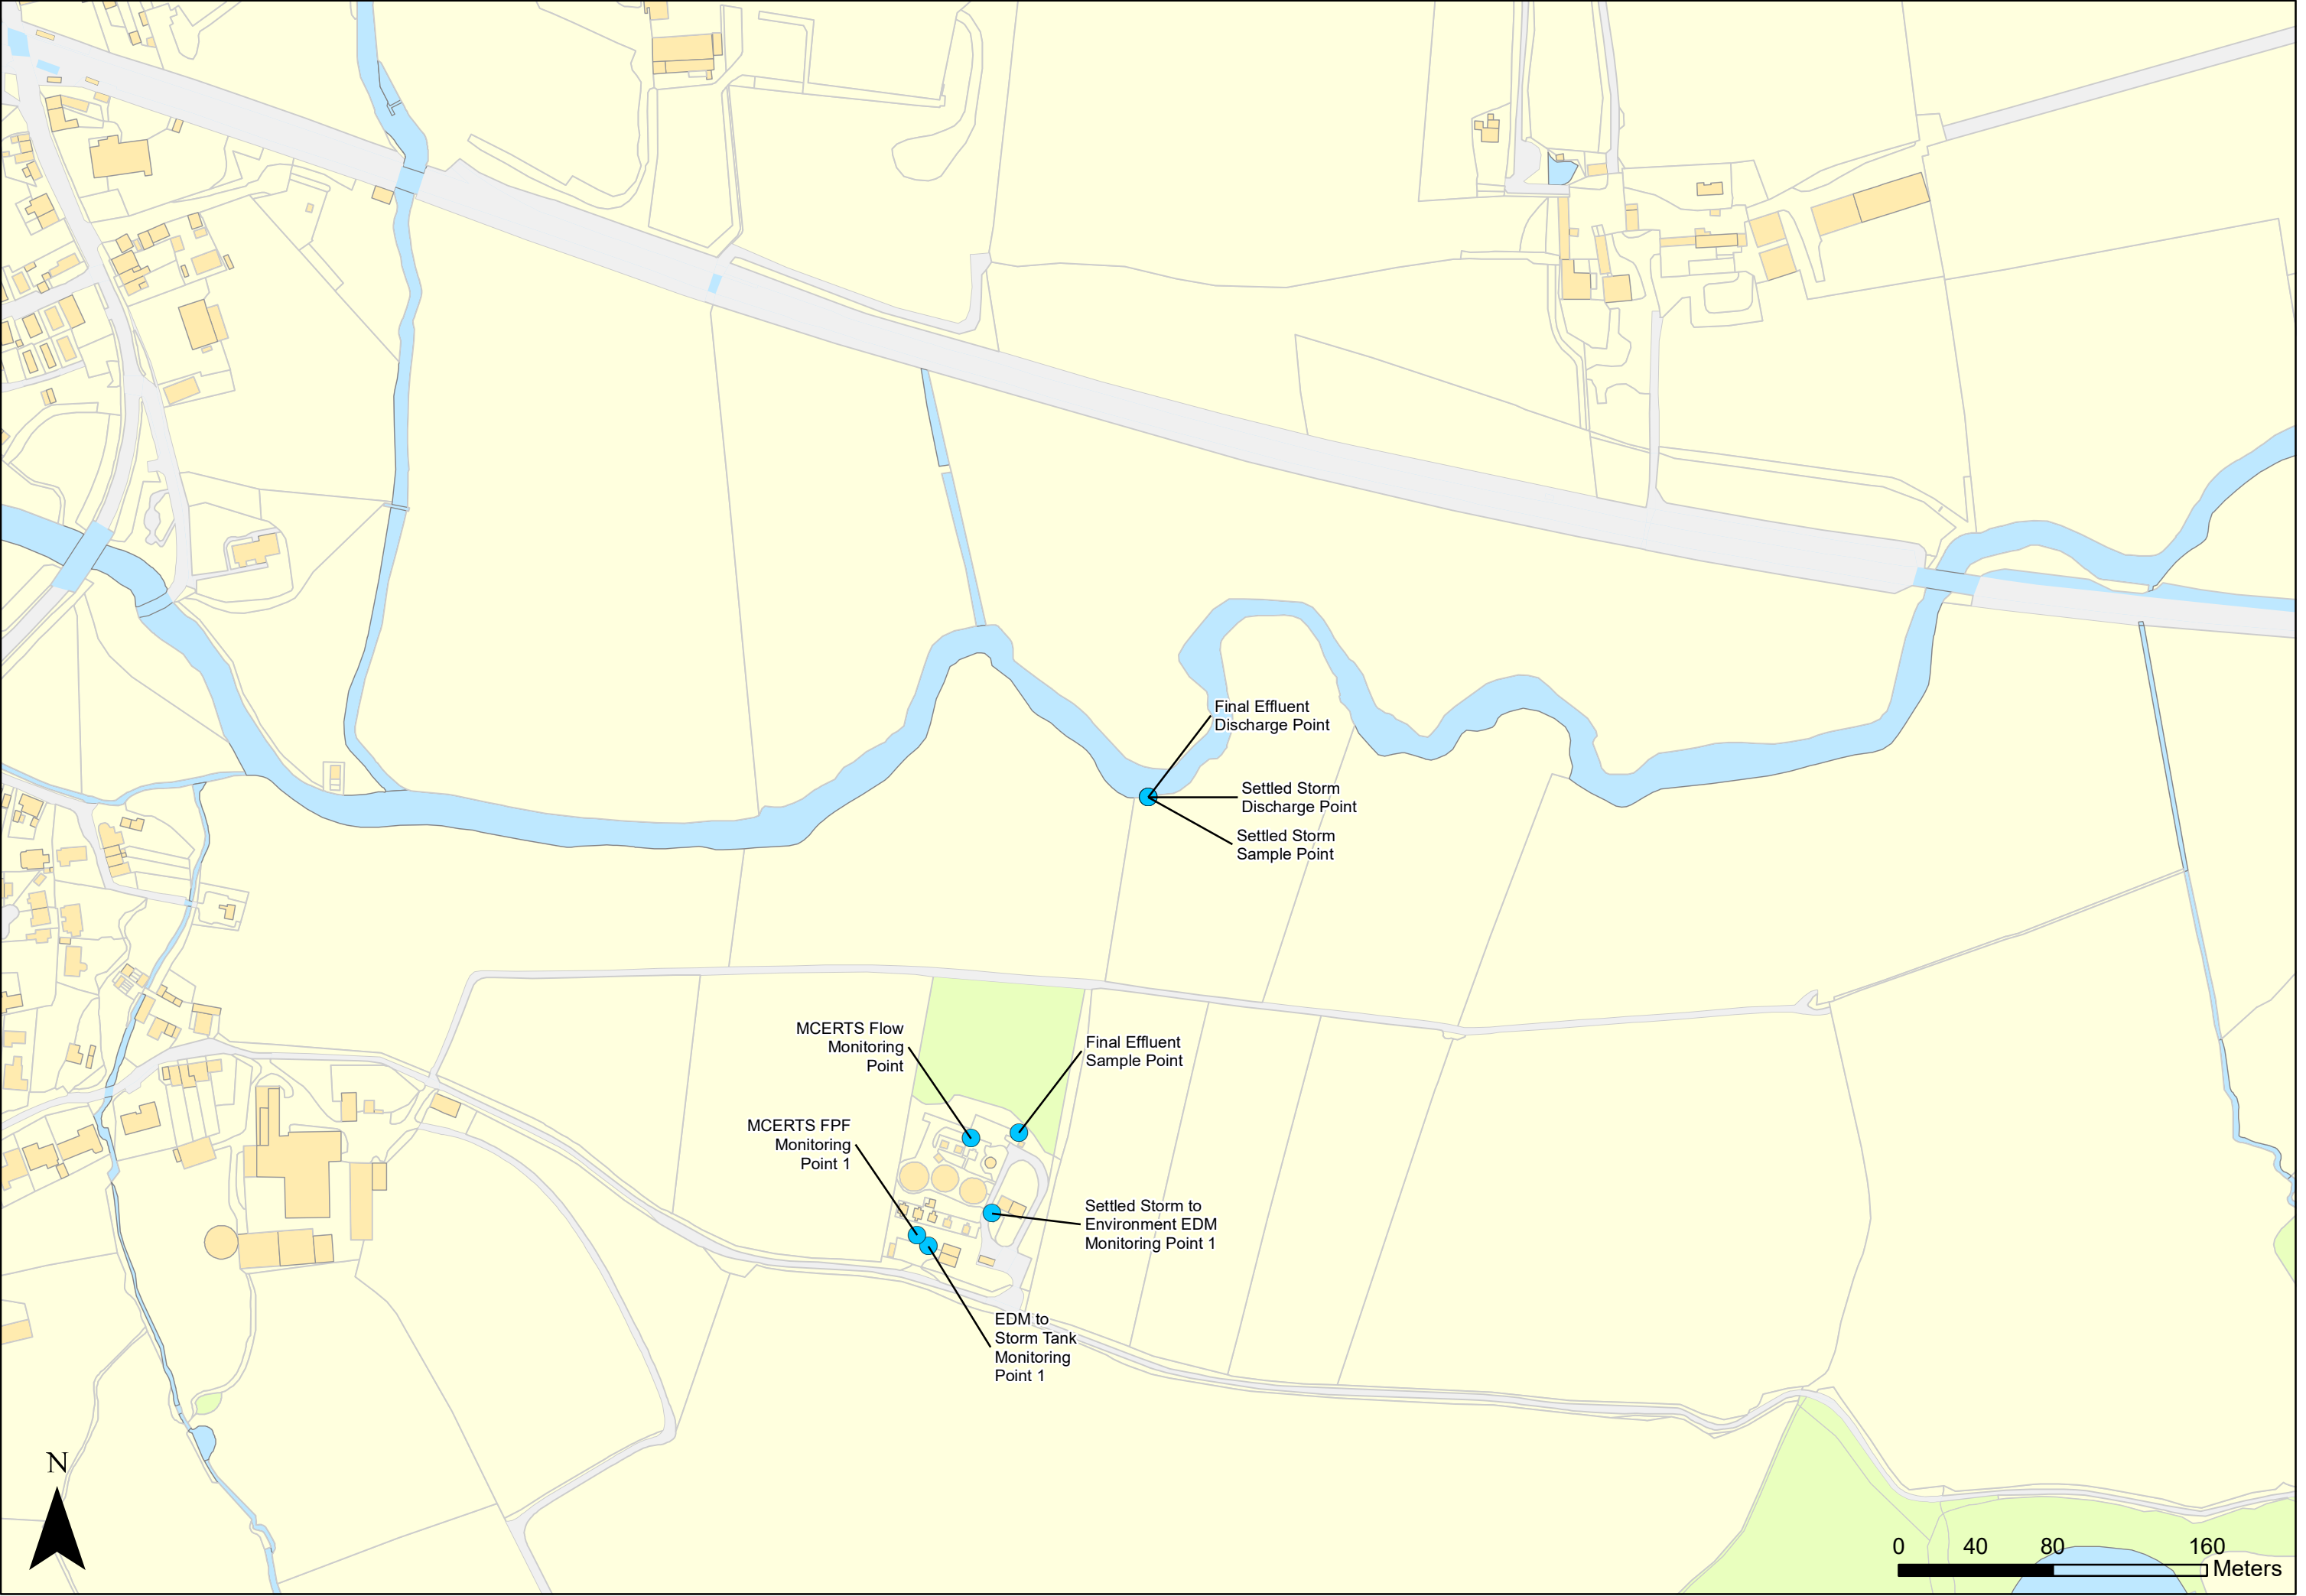 Final Effluent
Discharge Point
Settled Storm
Discharge Point
Settled Storm
Sample Point
MCERTS Flow
Monitoring
Point
Final Effluent
Sample Point
MCERTS FPF
Monitoring
Point 1
Settled Storm to
Environment EDM
Monitoring Point 1
EDM to
Storm Tank
Monitoring
Point 1
N
0 40 80 160
Meters